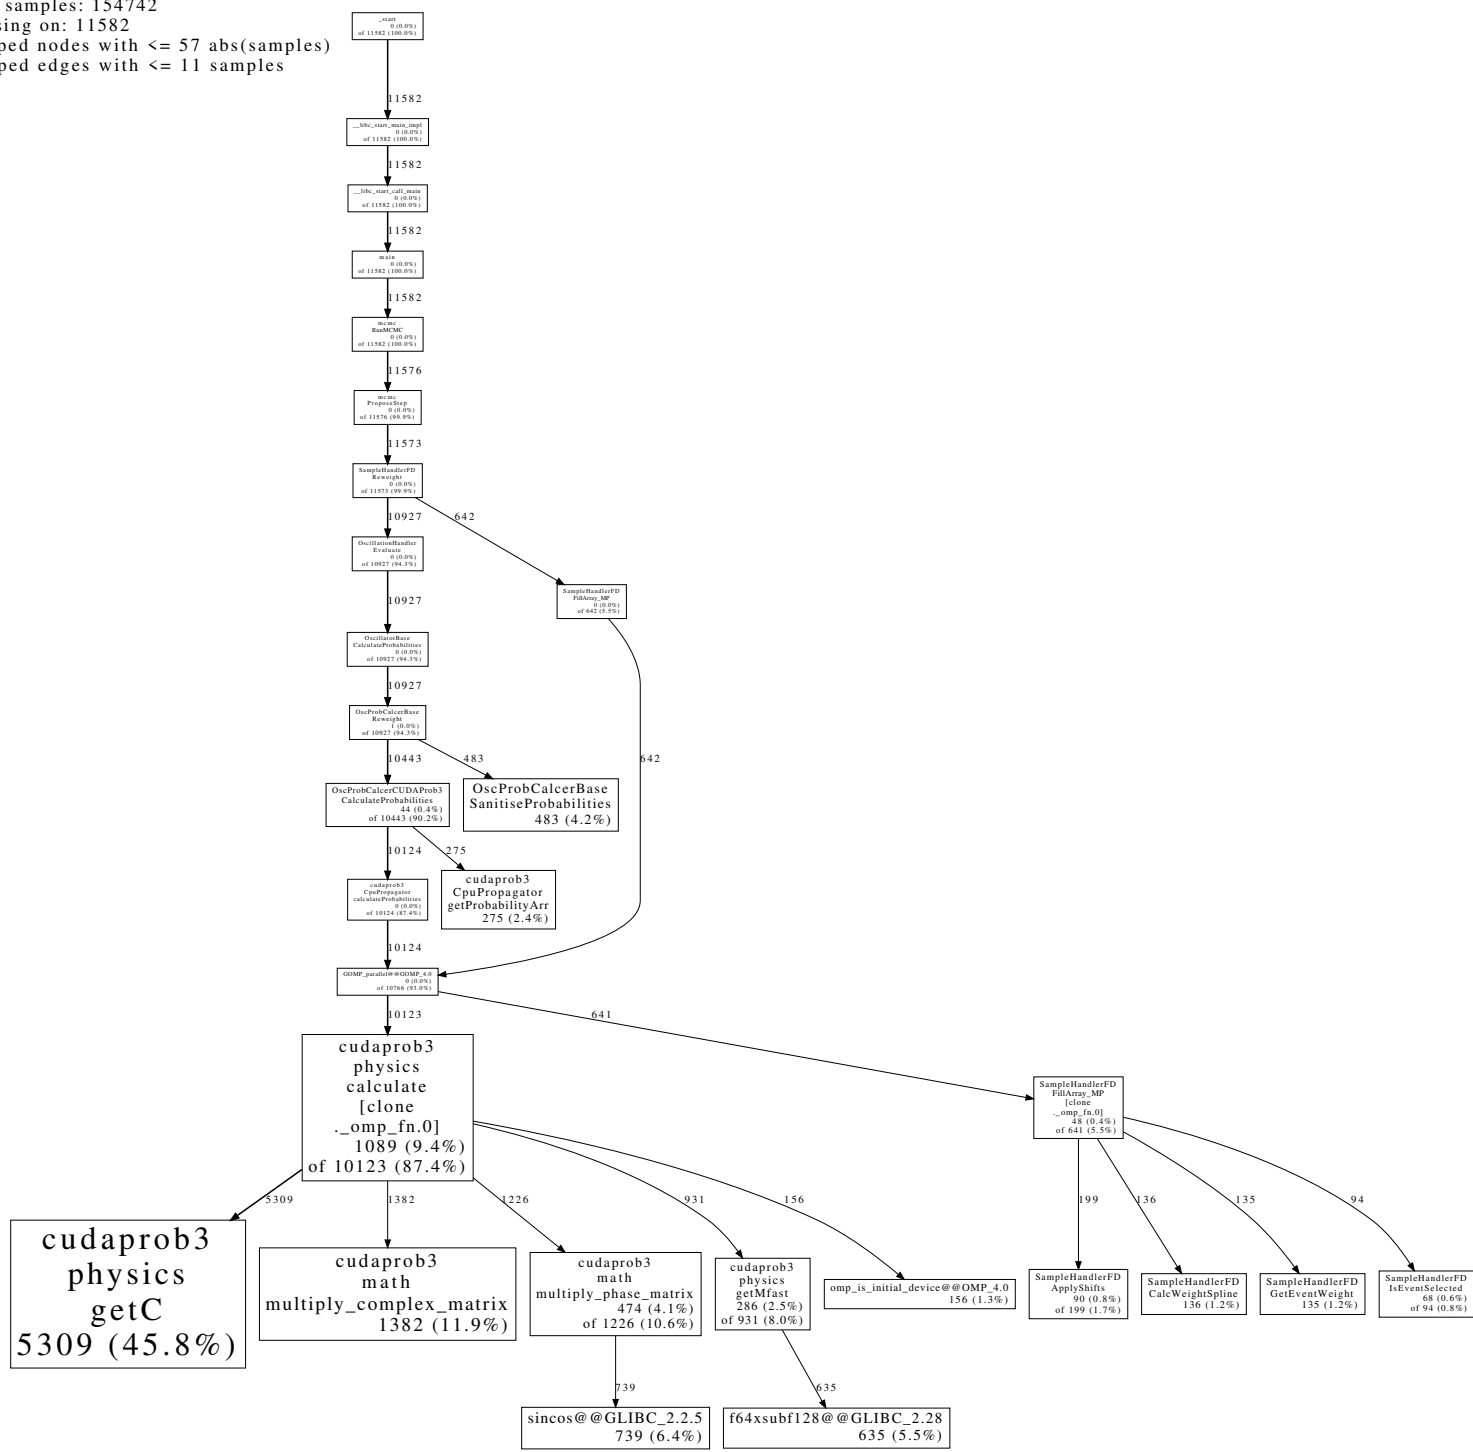 samples: 154742
sing on: 11582
ped nodes with <= 57 abs(samples)
ped edges with <= 11 samples
_start
0 (0.0%)
of 11582 (100.0%)
11582
__libc_start_main_impl
0 (0.0%)
of 11582 (100.0%)
11582
__libc_start_call_main
0 (0.0%)
of 11582 (100.0%)
11582
main
0 (0.0%)
of 11582 (100.0%)
11582
mcmc
RunMCMC
0 (0.0%)
of 11582 (100.0%)
11576
mcmc
ProposeStep
0 (0.0%)
of 11576 (99.9%)
11573
SampleHandlerFD
Reweight
0 (0.0%)
of 11573 (99.9%)
10927
642
OscillationHandler
Evaluate
0 (0.0%)
of 10927 (94.3%)
SampleHandlerFD
FillArray_MP
0 (0.0%)
of 642 (5.5%)
10927
OscillatorBase
CalculateProbabilities
0 (0.0%)
of 10927 (94.3%)
10927
OscProbCalcerBase
Reweight
1 (0.0%)
of 10927 (94.3%)
10443
483
642
OscProbCalcerCUDAProb3
CalculateProbabilities
44 (0.4%)
of 10443 (90.2%)
OscProbCalcerBase
SanitiseProbabilities
483 (4.2%)
10124
275
cudaprob3
CpuPropagator
calculateProbabilities
0 (0.0%)
of 10124 (87.4%)
cudaprob3
CpuPropagator
getProbabilityArr
275 (2.4%)
10124
GOMP_parallel@@GOMP_4.0
0 (0.0%)
of 10766 (93.0%)
10123
641
cudaprob3
physics
calculate
[clone
._omp_fn.0]
1089 (9.4%)
of 10123 (87.4%)
SampleHandlerFD
FillArray_MP
[clone
._omp_fn.0]
48 (0.4%)
of 641 (5.5%)
5309
1382
1226
931
156
199
136
135
94
cudaprob3
physics
getC
5309 (45.8%)
cudaprob3
math
multiply_complex_matrix
1382 (11.9%)
cudaprob3
math
multiply_phase_matrix
474 (4.1%)
of 1226 (10.6%)
cudaprob3
physics
getMfast
286 (2.5%)
of 931 (8.0%)
omp_is_initial_device@@OMP_4.0
156 (1.3%)
SampleHandlerFD
ApplyShifts
90 (0.8%)
of 199 (1.7%)
SampleHandlerFD
CalcWeightSpline
136 (1.2%)
SampleHandlerFD
GetEventWeight
135 (1.2%)
SampleHandlerFD
IsEventSelected
68 (0.6%)
of 94 (0.8%)
739
635
sincos@@GLIBC_2.2.5
739 (6.4%)
f64xsubf128@@GLIBC_2.28
635 (5.5%)